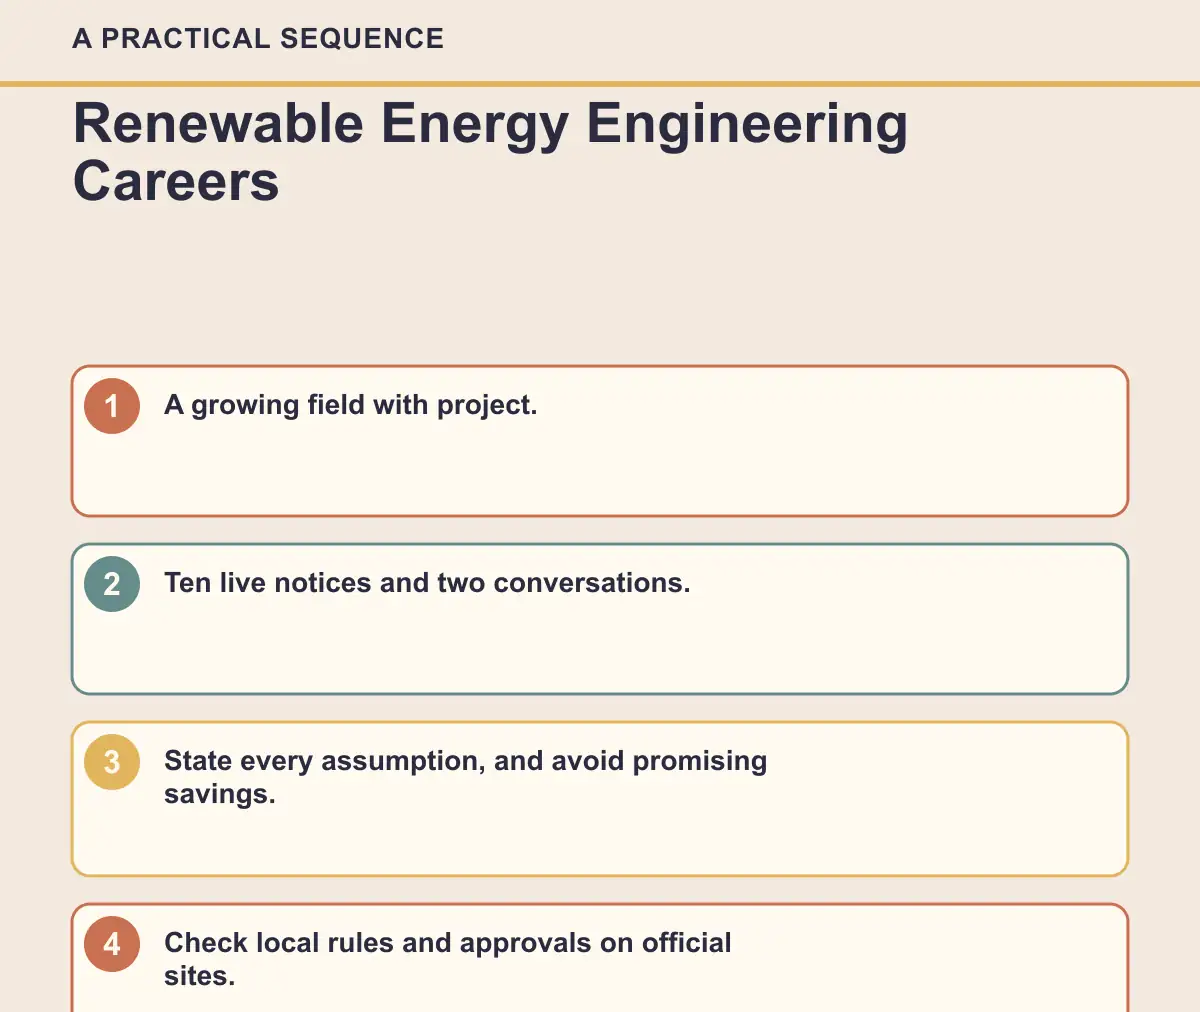 A PRACTICAL SEQUENCE
Renewable Energy Engineering
Careers
1
A growing field with project.
2
Ten live notices and two conversations.
3
State every assumption, and avoid promising
savings.
4
Check local rules and approvals on official
sites.